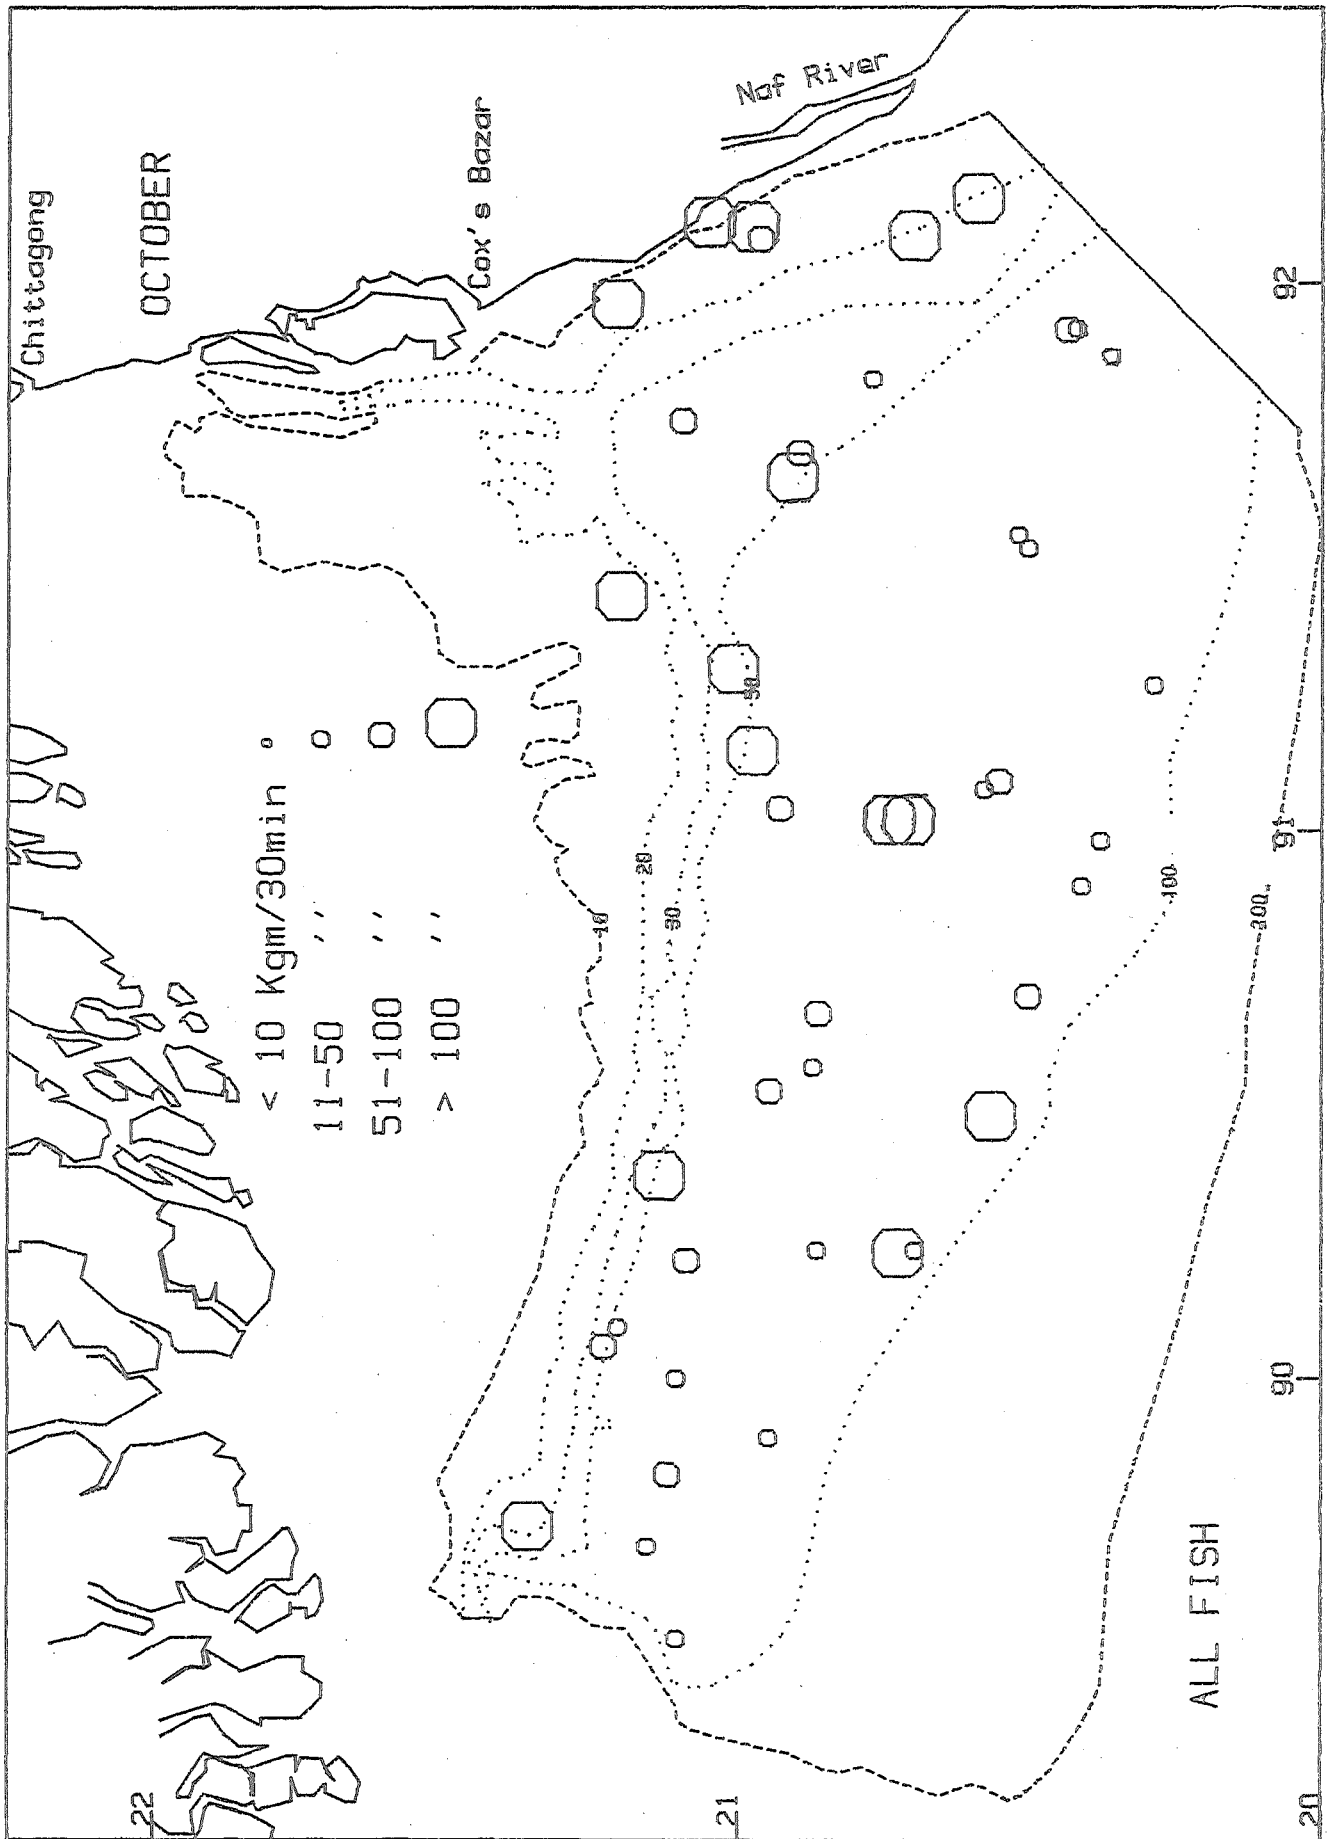 Chittagong
OCTOBER
Cox's Bazar
Naf River
< 10 Kgm/30min
11-50 ,,
51-100 ,,
> 100 ,,
10
20
30
50
100
200
22
21
20
90
91
92
ALL FISH